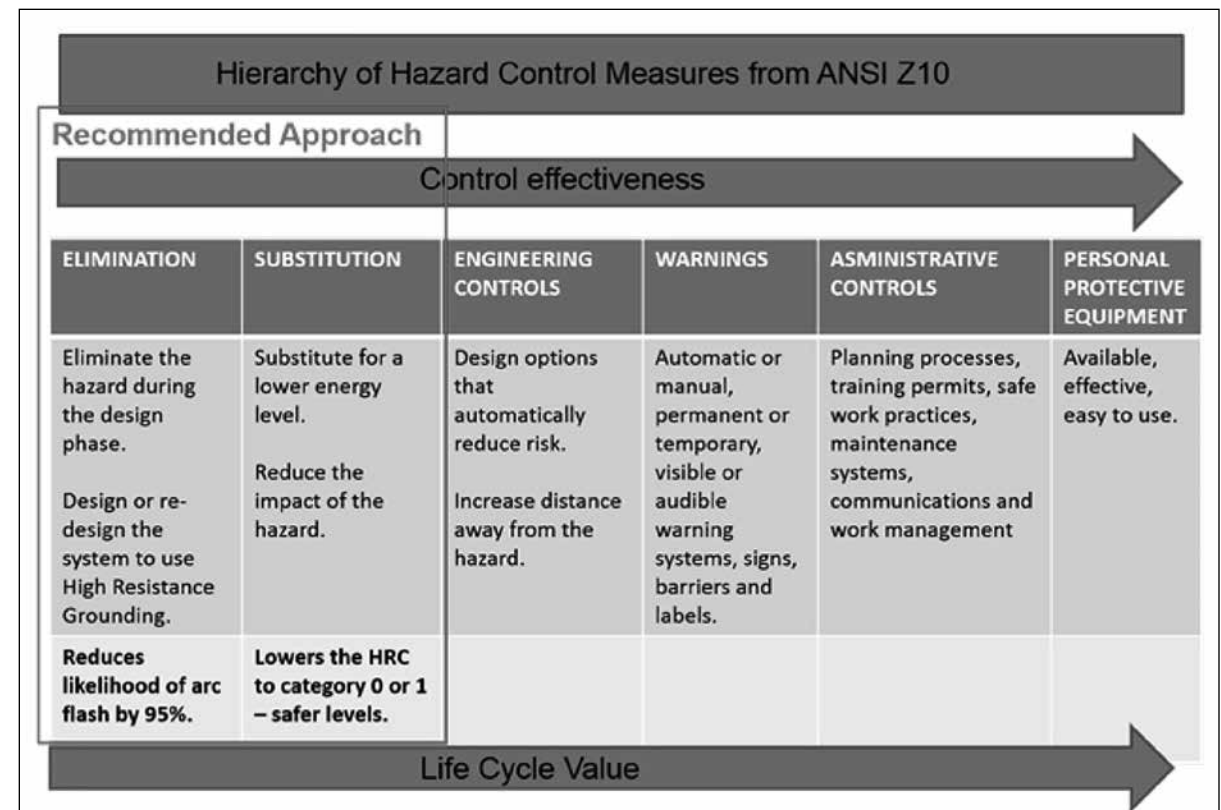 Hierarchy of Hazard Control Measures from ANSI Z10
Recommended Approach
Control effectiveness
ELIMINATION
SUBSTITUTION
ENGINEERING
CONTROLS
WARNINGS
ASMINISTRATIVE
CONTROLS
PERSONAL
PROTECTIVE
EQUIPMENT
Eliminate the
hazard during
the design
phase.
Design or re-
design the
system to use
High Resistance
Grounding.
Substitute for a
lower energy
level.
Reduce the
impact of the
hazard.
Design options
that
automatically
reduce risk.
Increase distance
away from the
hazard.
Automatic or
manual,
permanent or
temporary,
visible or
audible
warning
systems, signs,
barriers and
labels.
Planning processes,
training permits, safe
work practices,
maintenance
systems,
communications and
work management
Available,
effective,
easy to use.
Reduces
likelihood of arc
flash by 95%.
Lowers the HRC
to category 0 or 1
– safer levels.
Life Cycle Value